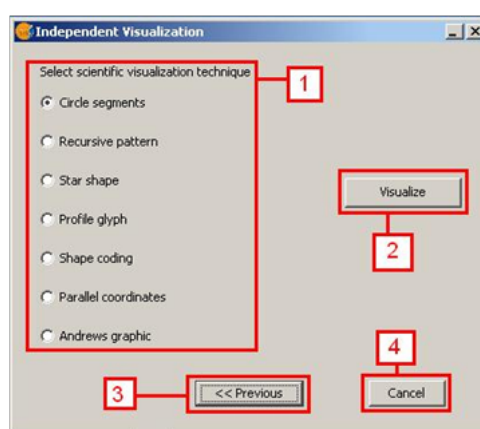 Independent Visualization
Select scientific visualization technique
1
Circle segments
Recursive pattern
Star shape
Visualize
Profile glyph
2
Shape coding
Parallel coordinates
Andrews graphic
4
3
<< Previous
Cancel